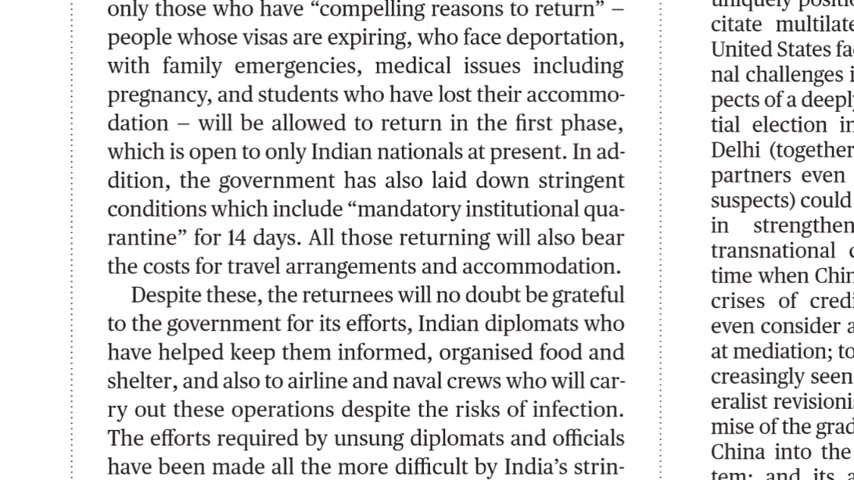 only those who have “compelling reasons to return” –
people whose visas are expiring, who face deportation,
with family emergencies, medical issues including
pregnancy, and students who have lost their accommo-
dation – will be allowed to return in the first phase,
which is open to only Indian nationals at present. In ad-
dition, the government has also laid down stringent
conditions which include “mandatory institutional qua-
rantine” for 14 days. All those returning will also bear
the costs for travel arrangements and accommodation.
Despite these, the returnees will no doubt be grateful
to the government for its efforts, Indian diplomats who
have helped keep them informed, organised food and
shelter, and also to airline and naval crews who will car-
ry out these operations despite the risks of infection.
The efforts required by unsung diplomats and officials
have been made all the more difficult by India’s strin-
uniquely positio
citate multilate
United States fa
nal challenges i
pects of a deepl
tial election in
Delhi (together
partners even
suspects) could
in strengthen
transnational c
time when Chin
crises of credi
even consider a
at mediation; to
creasingly seen
eralist revisionis
mise of the grad
China into the
tem; and its a